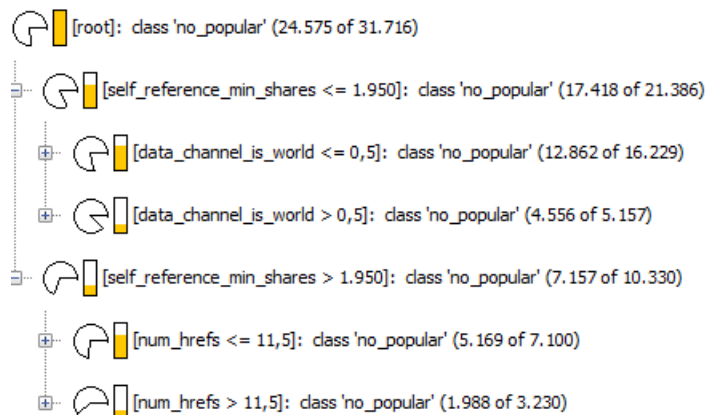 [root]: class 'no_popular' (24.575 of 31.716)
[self_reference_min_shares <= 1.950]: class 'no_popular' (17.418 of 21.386)
[data_channel_is_world <= 0,5]: class 'no_popular' (12.862 of 16.229)
[data_channel_is_world > 0,5]: class 'no_popular' (4.556 of 5.157)
[self_reference_min_shares > 1.950]: class 'no_popular' (7.157 of 10.330)
[num_hrefs <= 11,5]: class 'no_popular' (5.169 of 7.100)
[num_hrefs > 11,5]: class 'no_popular' (1.988 of 3.230)